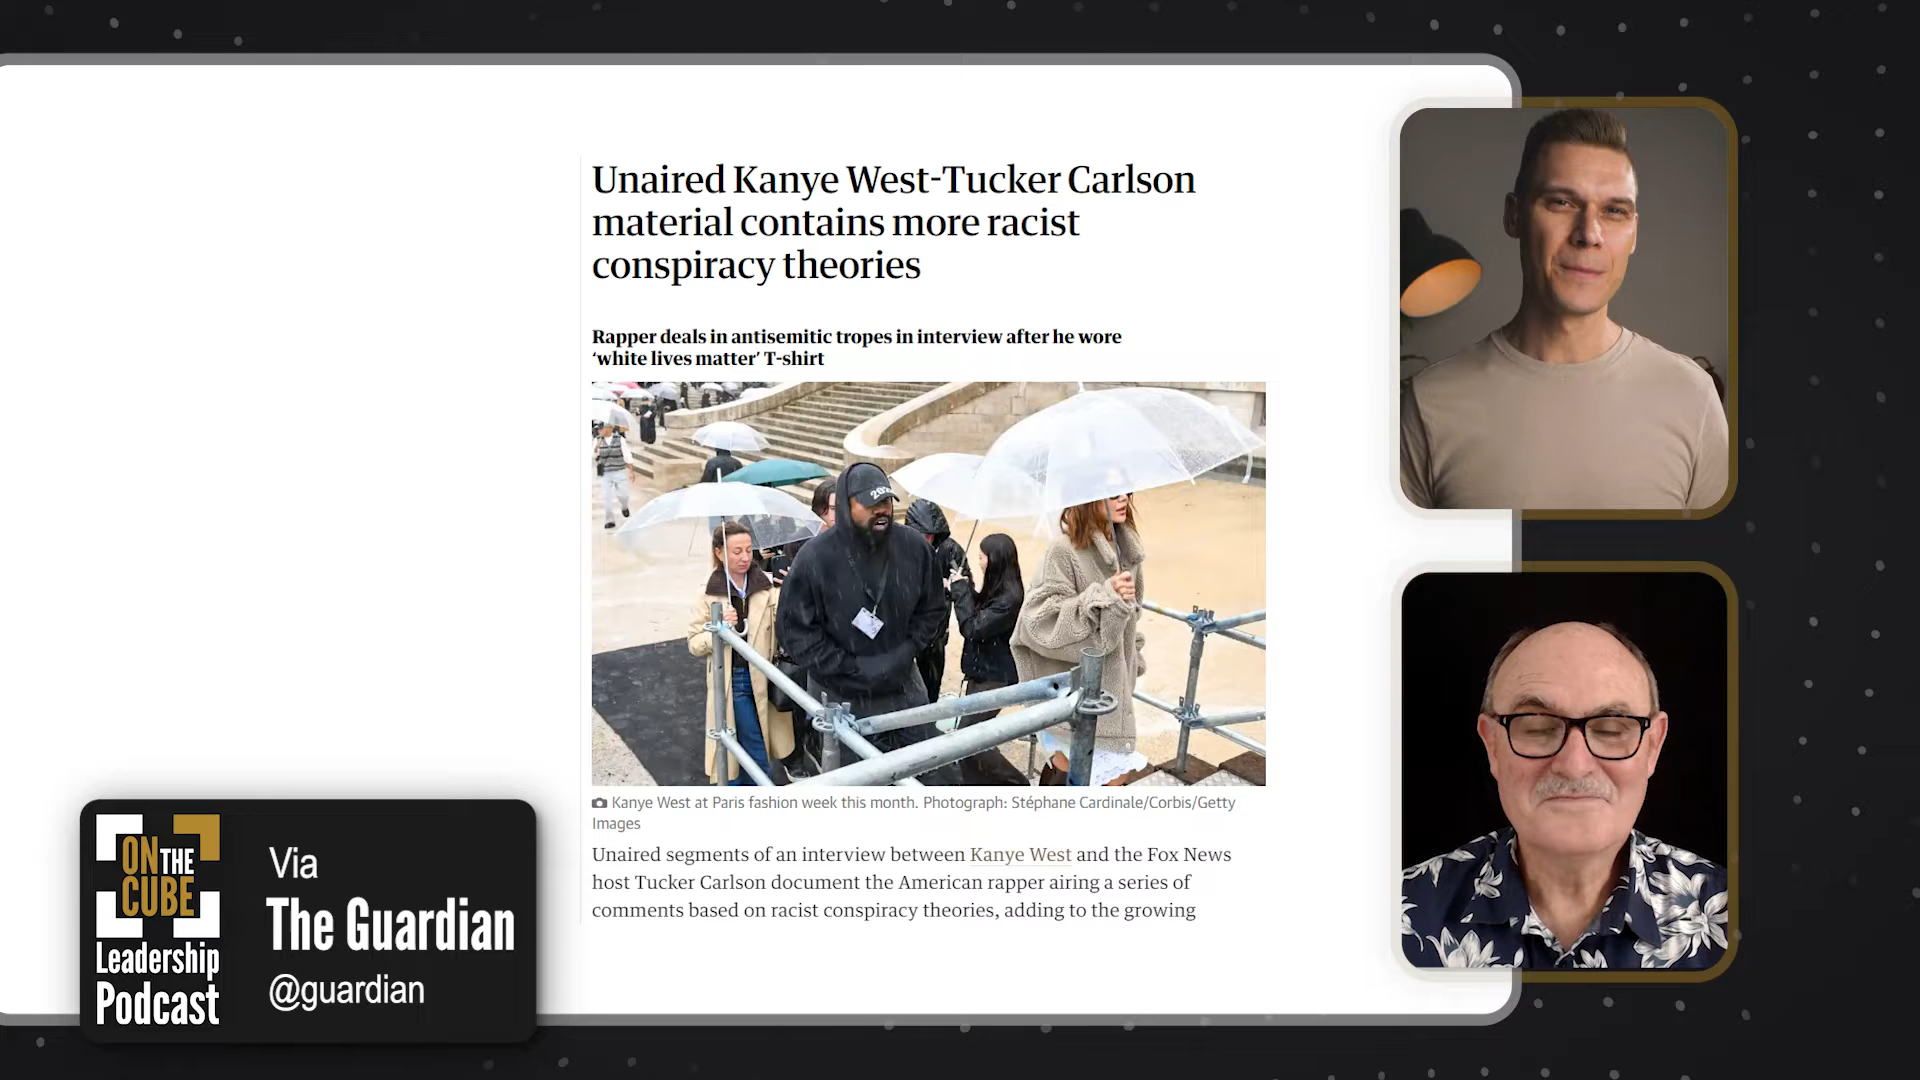 Unaired Kanye West-Tucker Carlson
material contains more racist
conspiracy theories
Rapper deals in antisemitic tropes in interview after he wore
‘white lives matter’ T-shirt
Kanye West at Paris fashion week this month. Photograph: Stéphane Cardinale/Corbis/Getty
Images
Unaired segments of an interview between Kanye West and the Fox News
host Tucker Carlson document the American rapper airing a series of
comments based on racist conspiracy theories, adding to the growing
ON THE
CUBE
Leadership
Podcast
Via
The Guardian
@guardian